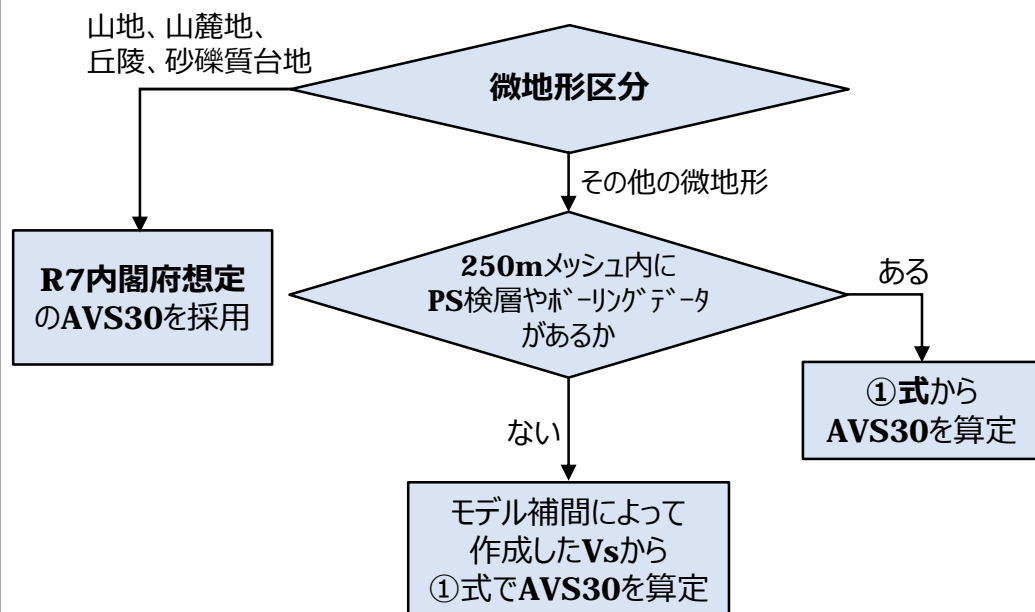 山地、山麓地、
丘陵、砂礫質台地
微地形区分
その他の微地形
R7内閣府想定
のAVS30を採用
250mメッシュ内に
PS検層やﾎﾞｰﾘﾝｸﾞﾃﾞｰﾀ
があるか
ある
①式から
AVS30を算定
ない
モデル補間によって
作成したVsから
①式でAVS30を算定